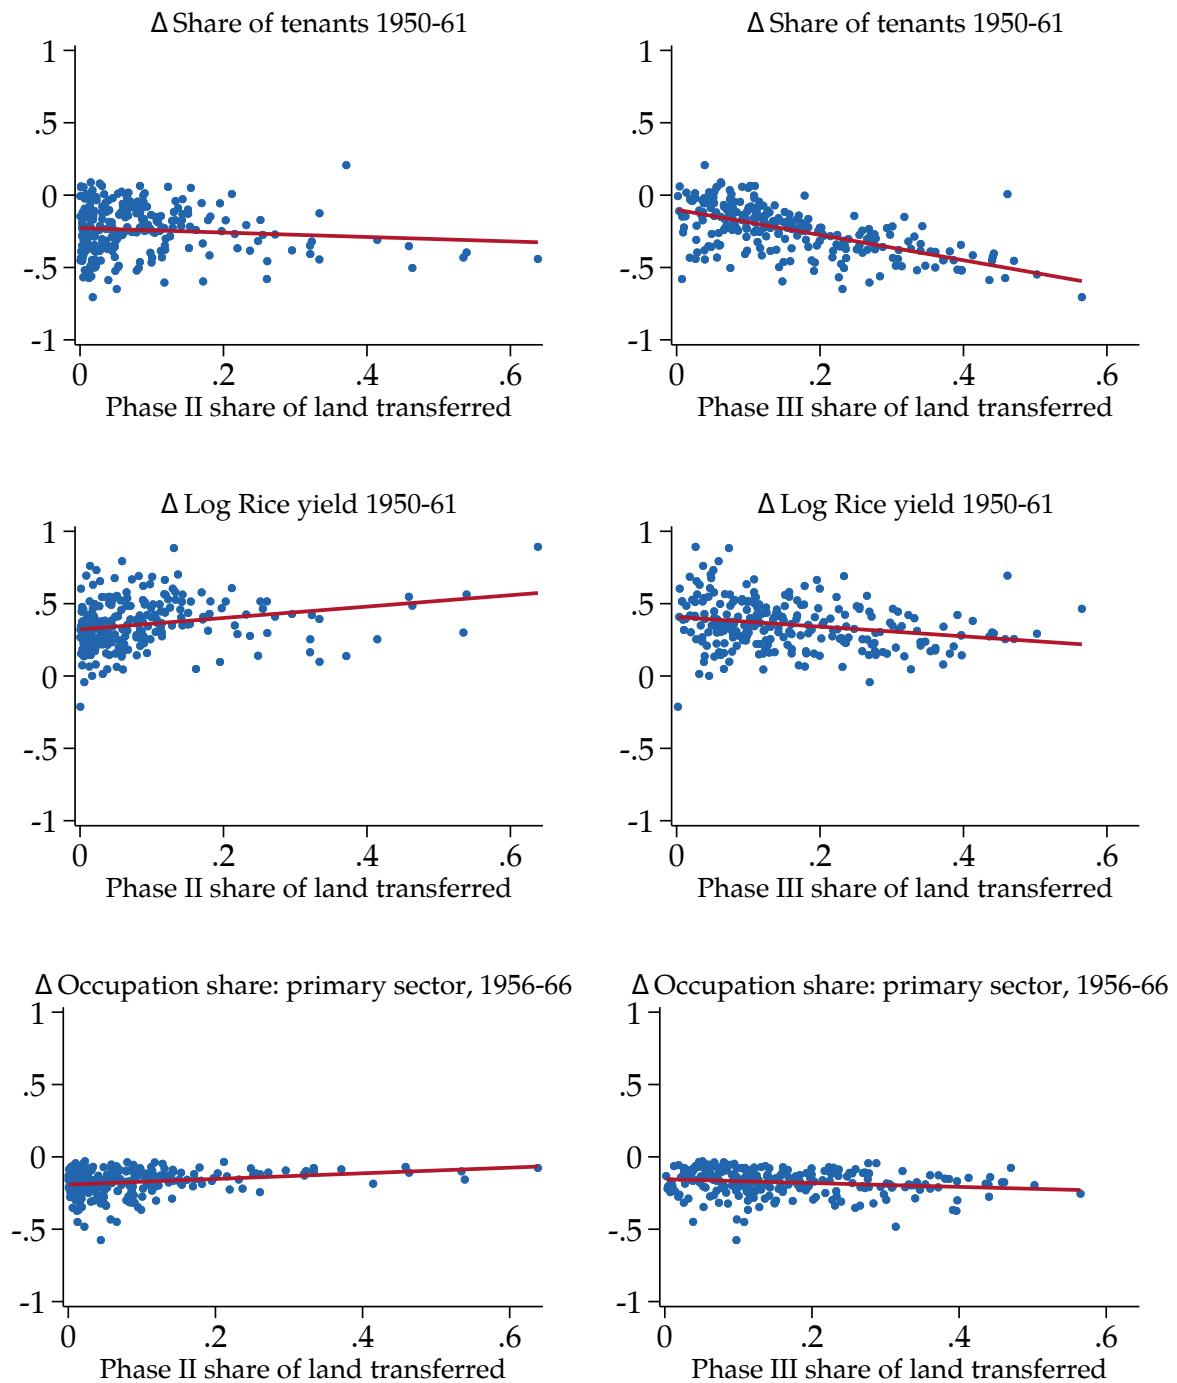 Δ Share of tenants 1950-61
1
.5
0
-.5
-1
0 .2 .4 .6
Phase II share of land transferred
Δ Share of tenants 1950-61
1
.5
0
-.5
-1
0 .2 .4 .6
Phase III share of land transferred
Δ Log Rice yield 1950-61
1
.5
0
-.5
-1
0 .2 .4 .6
Phase II share of land transferred
Δ Log Rice yield 1950-61
1
.5
0
-.5
-1
0 .2 .4 .6
Phase III share of land transferred
Δ Occupation share: primary sector, 1956-66
1
.5
0
-.5
-1
0 .2 .4 .6
Phase II share of land transferred
Δ Occupation share: primary sector, 1956-66
1
.5
0
-.5
-1
0 .2 .4 .6
Phase III share of land transferred